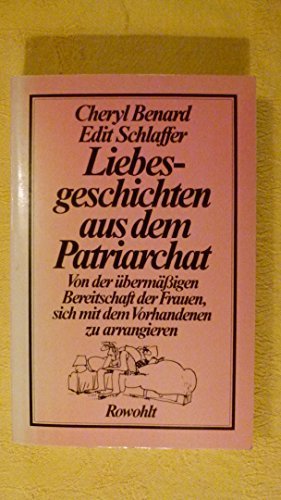 Cheryl Benard
Edit Schlaffer
Liebes-
geschichten
aus dem
Patriarchat
Von der übermäßigen
Bereitschaft der Frauen,
sich mit dem Vorhandenen
zu arrangieren
Rowohlt